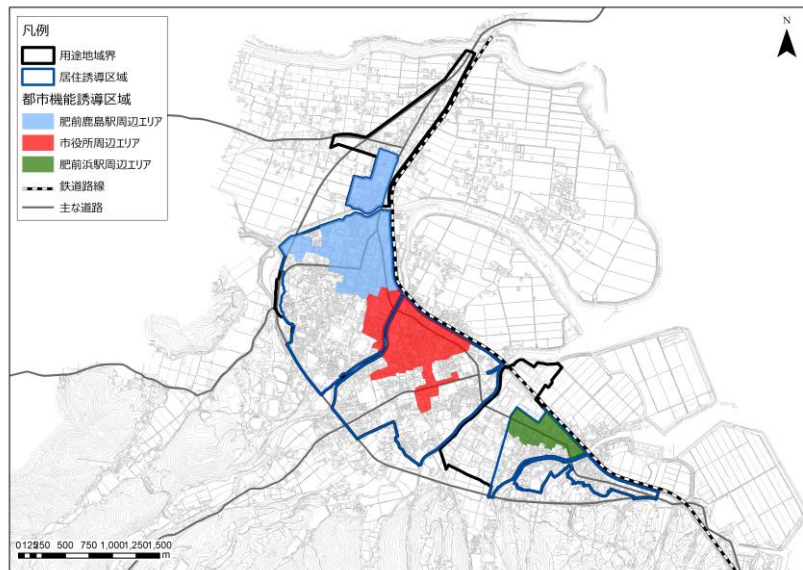 凡例
用途地域界
居住誘導区域
都市機能誘導区域
肥前鹿島駅周辺エリア
市役所周辺エリア
肥前浜駅周辺エリア
鉄道路線
主な道路
N
0 125 250 500 750 1,000 1,250 1,500
m